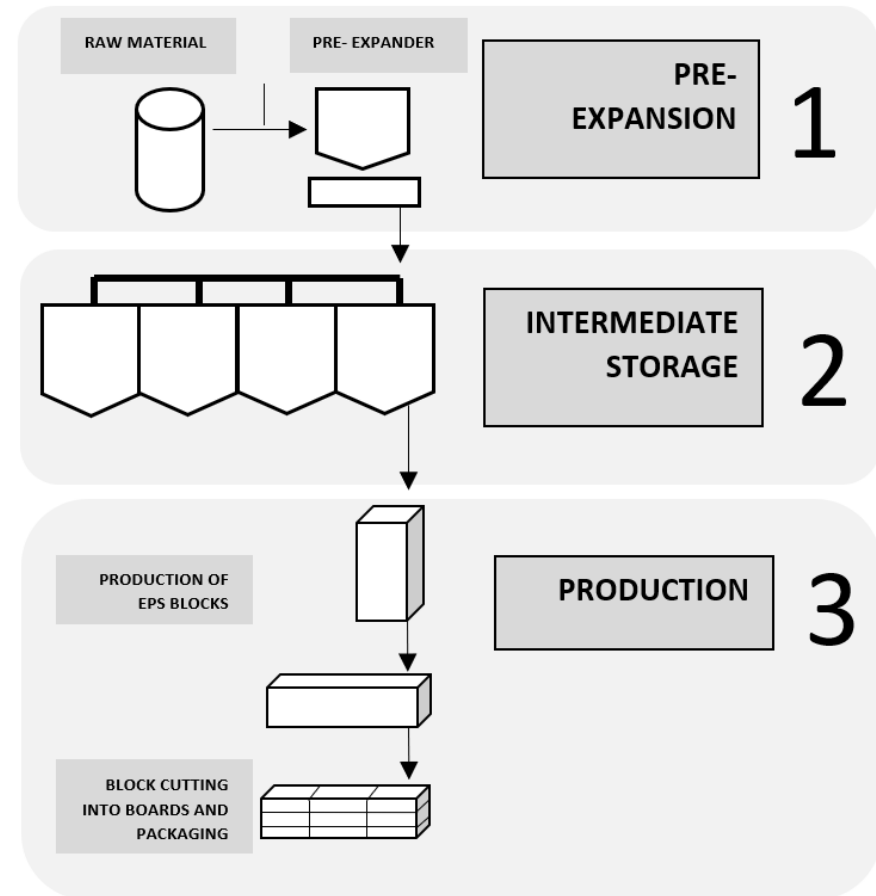 RAW MATERIAL
PRE- EXPANDER
PRE-
EXPANSION
1
INTERMEDIATE
STORAGE
2
PRODUCTION OF
EPS BLOCKS
PRODUCTION
3
BLOCK CUTTING
INTO BOARDS AND
PACKAGING